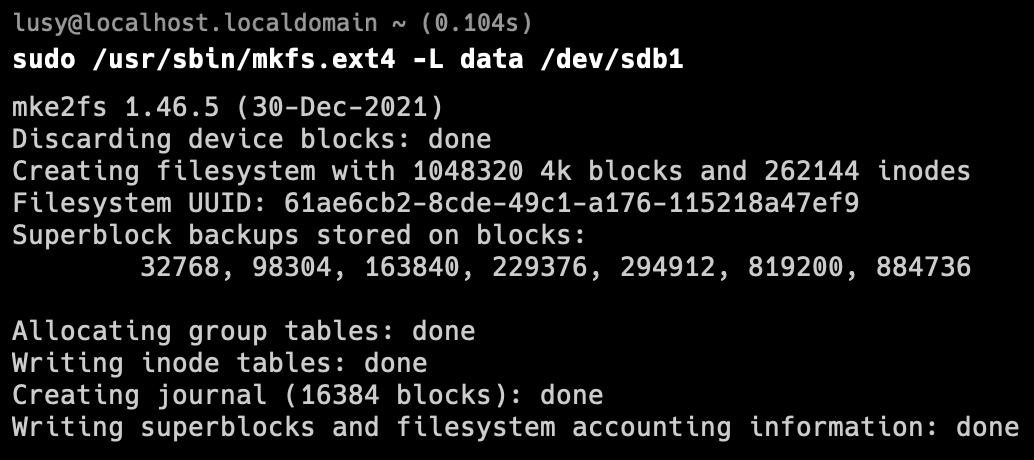 lusy@localhost.localdomain ~ (0.104s)
sudo /usr/sbin/mkfs.ext4 -L data /dev/sdb1
mke2fs 1.46.5 (30-Dec-2021)
Discarding device blocks: done
Creating filesystem with 1048320 4k blocks and 262144 inodes
Filesystem UUID: 61ae6cb2-8cde-49c1-a176-115218a47ef9
Superblock backups stored on blocks:
        32768, 98304, 163840, 229376, 294912, 819200, 884736
Allocating group tables: done
Writing inode tables: done
Creating journal (16384 blocks): done
Writing superblocks and filesystem accounting information: done